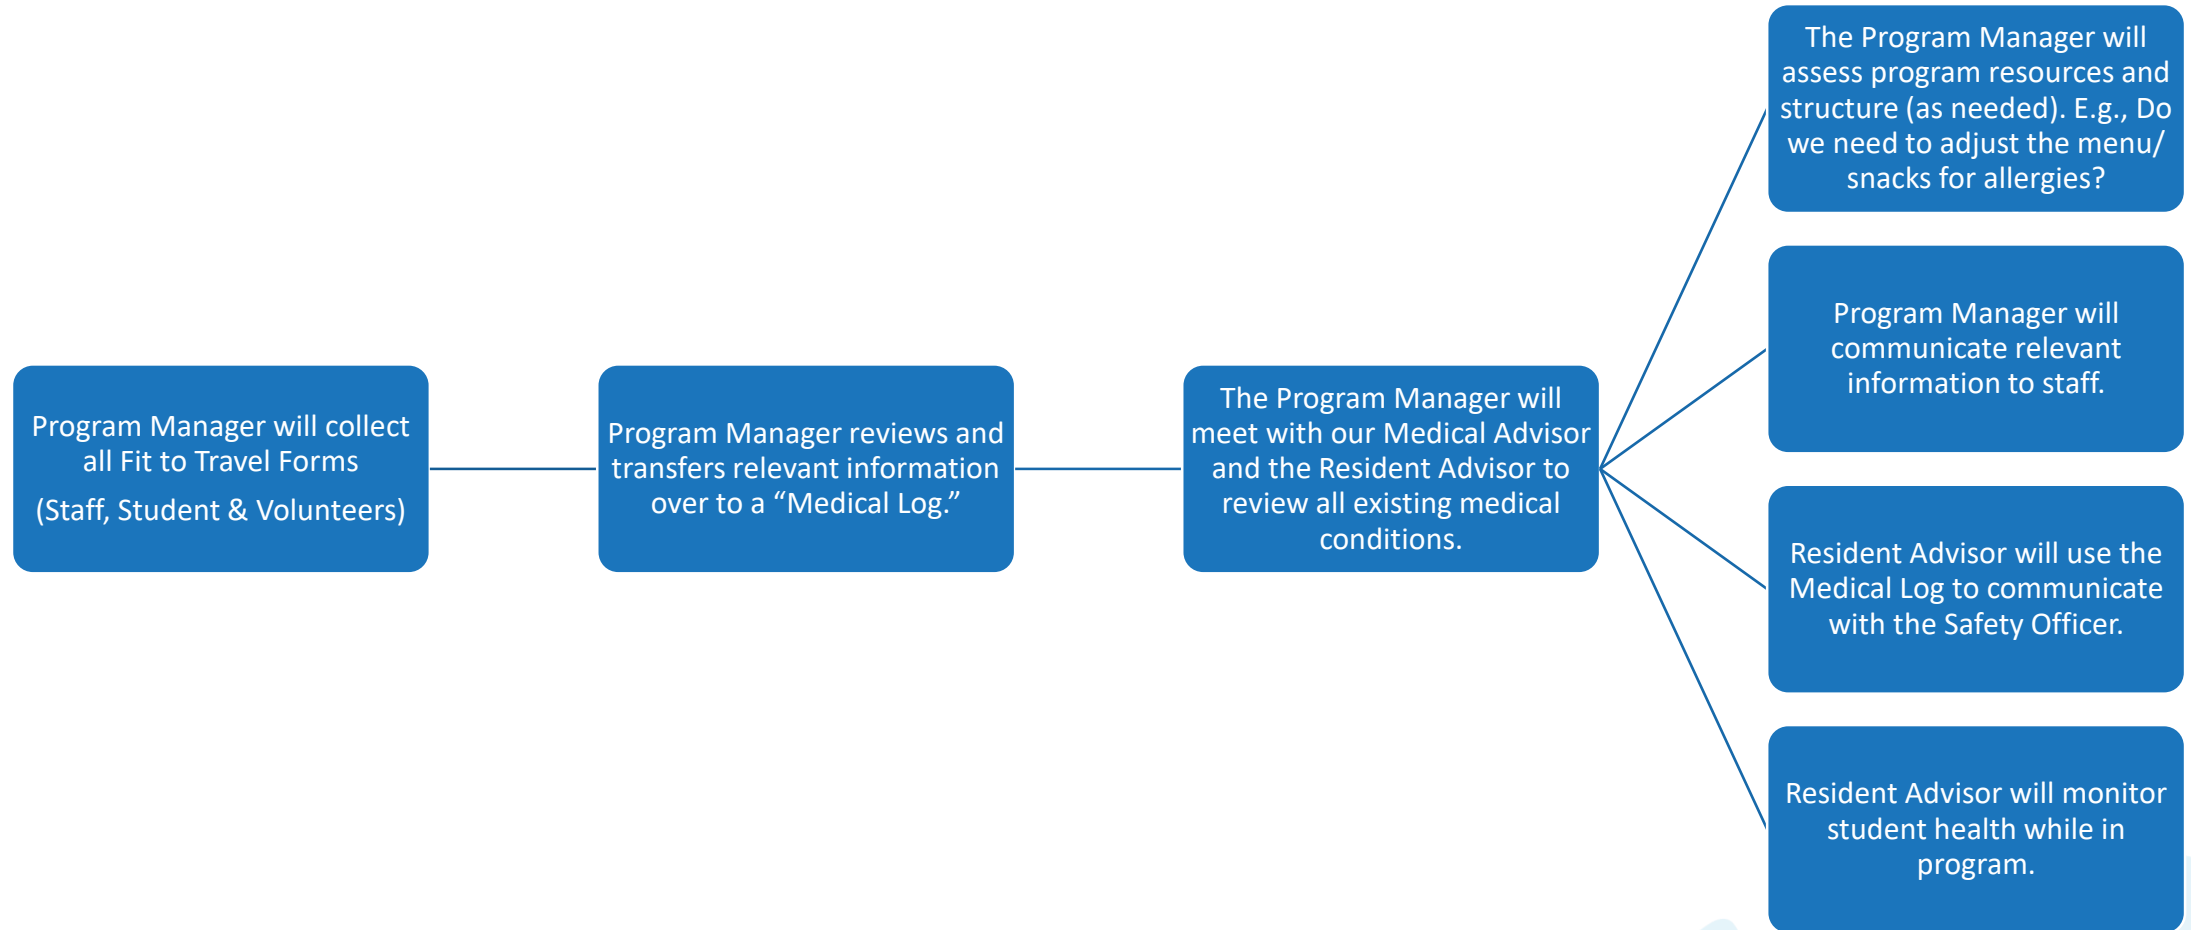 Program Manager will collect
all Fit to Travel Forms
(Staff, Student & Volunteers)
Program Manager reviews and
transfers relevant information
over to a “Medical Log.”
The Program Manager will
meet with our Medical Advisor
and the Resident Advisor to
review all existing medical
conditions.
The Program Manager will
assess program resources and
structure (as needed). E.g., Do
we need to adjust the menu/
snacks for allergies?
Program Manager will
communicate relevant
information to staff.
Resident Advisor will use the
Medical Log to communicate
with the Safety Officer.
Resident Advisor will monitor
student health while in
program.